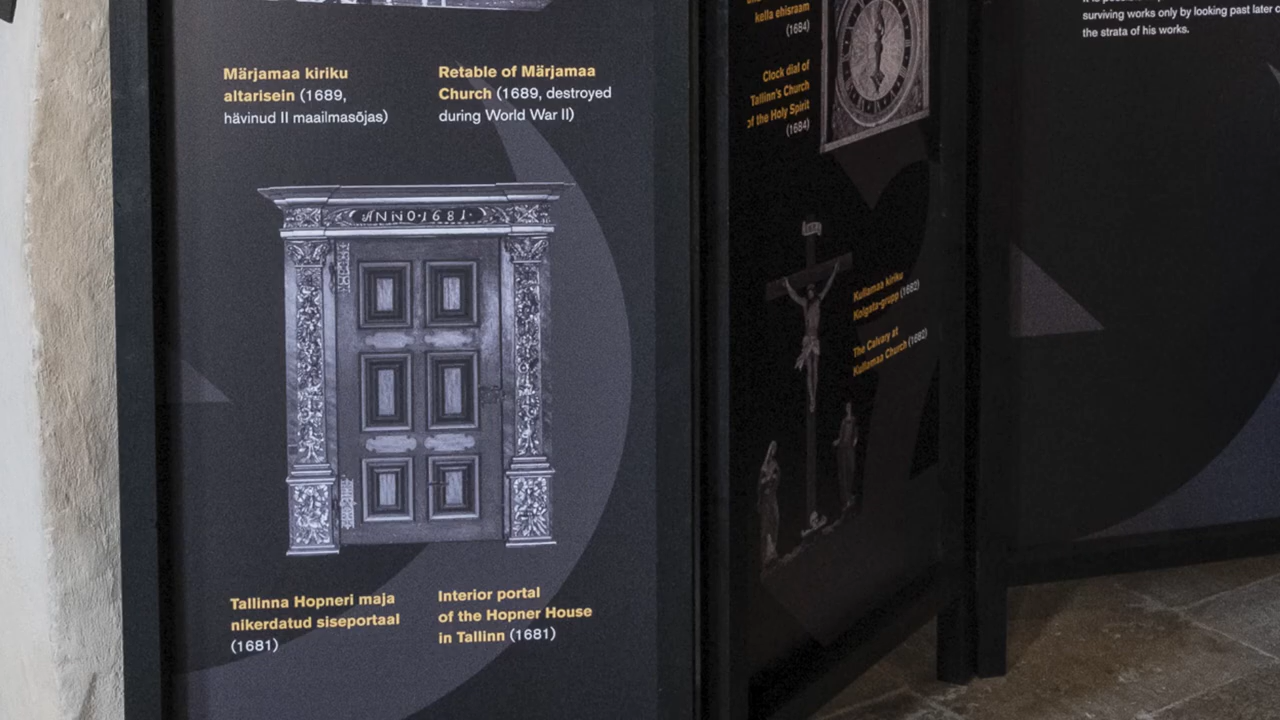 Märjamaa kiriku
altarisein (1689,
hävinud II maailmasõjas)
Retable of Märjamaa
Church (1689, destroyed
during World War II)
ANNO·1681·
Tallinna Hopneri maja
nikerdatud siseportaal
(1681)
Interior portal
of the Hopner House
in Tallinn (1681)
kella ehisraam
(1684)
Clock dial of
Tallinn's Church
of the Holy Spirit
(1684)
Kullamaa kiriku
Kolgata-grupp (1682)
The Calvary at
Kullamaa Church (1682)
surviving works only by looking past later
the strata of his works.